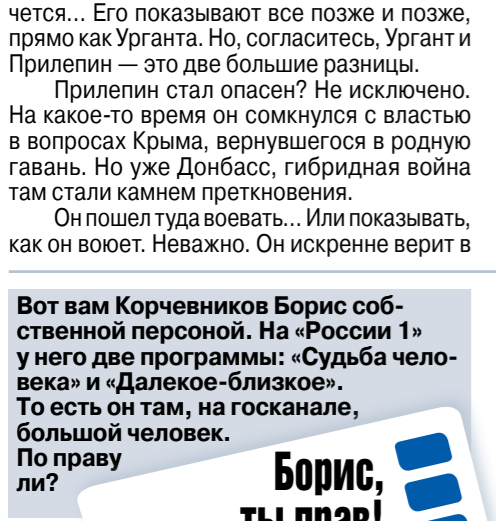 чется... Его показывают все позже и позже,
прямо как Урганта. Но, согласитесь, Ургант и
Прилепин — это две большие разницы.
Прилепин стал опасен? Не исключено.
На какое-то время он сомкнулся с властью
в вопросах Крыма, вернувшегося в родную
гавань. Но уже Донбасс, гибридная война
там стали камнем преткновения.
Он пошел туда воевать... Или показывать,
как он воюет. Неважно. Он искренне верит в
Вот вам Корчевников Борис соб-
ственной персоной. На «России 1»
у него две программы: «Судьба чело-
века» и «Далекое-близкое».
То есть он там, на госканале,
большой человек.
По праву
ли?
Борис,
ты прав!